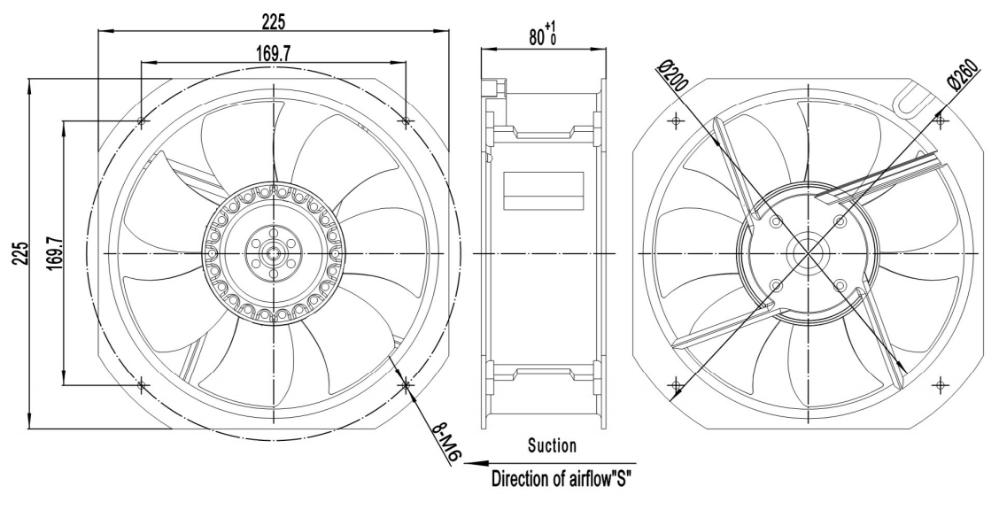 225
169.7
80 +1 0
Ø200
Ø260
225
169.7
8-M6
Suction
Direction of airflow"S"